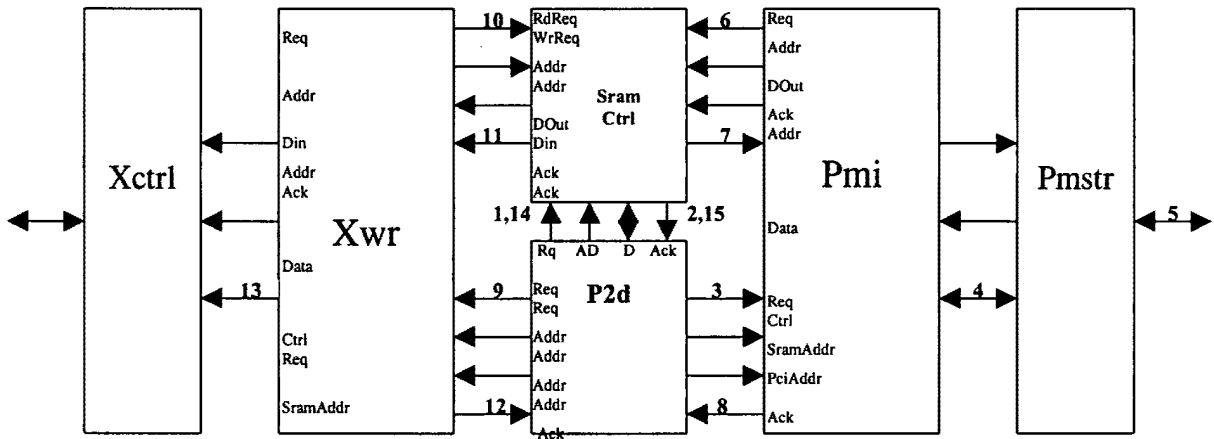 Xctrl
Req
Addr
Din
Addr
Ack
Xwr
Data
Ctrl
Req
SramAddr
13
10
11
9
12
RdReq
WrReq
Addr
Addr
Sram
Ctrl
DOut
Din
Ack
Ack
1,14
2,15
Rq AD D Ack
P2d
Req
Req
Addr
Addr
Addr
Addr
Ack
6
7
3
8
Req
Addr
DOut
Ack
Addr
Pmi
Data
Req
Ctrl
SramAddr
PciAddr
Ack
4
Pmstr
5